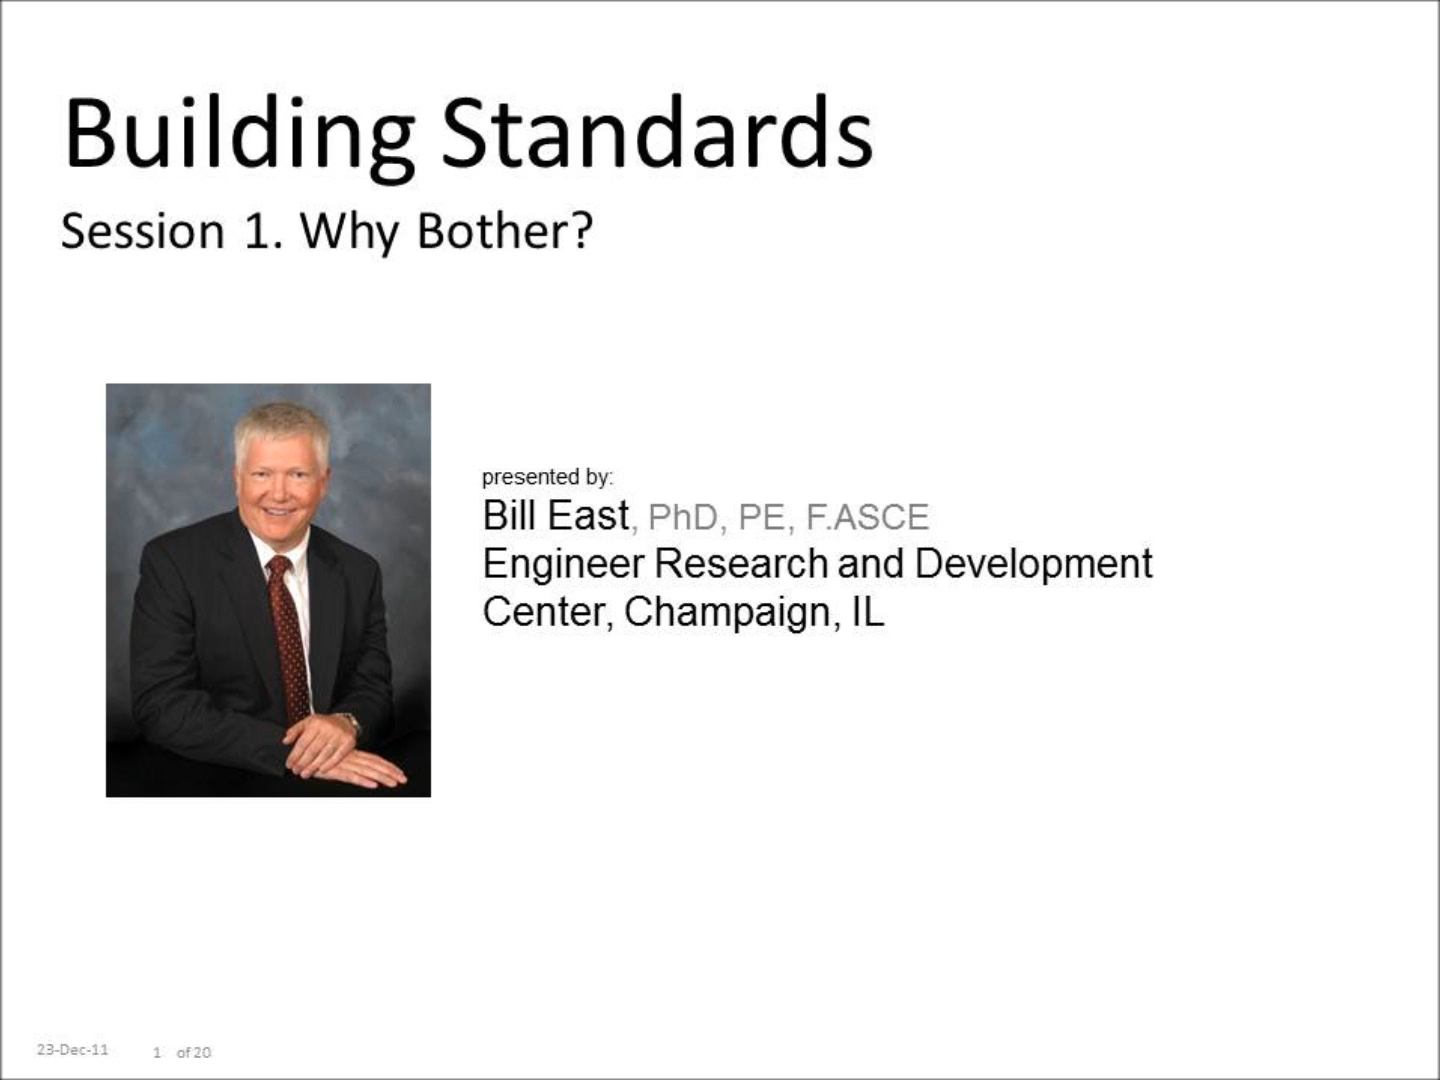 Building Standards
Session 1. Why Bother?
presented by:
Bill East, PhD, PE, F.ASCE
Engineer Research and Development
Center, Champaign, IL
23-Dec-11 1 of 20